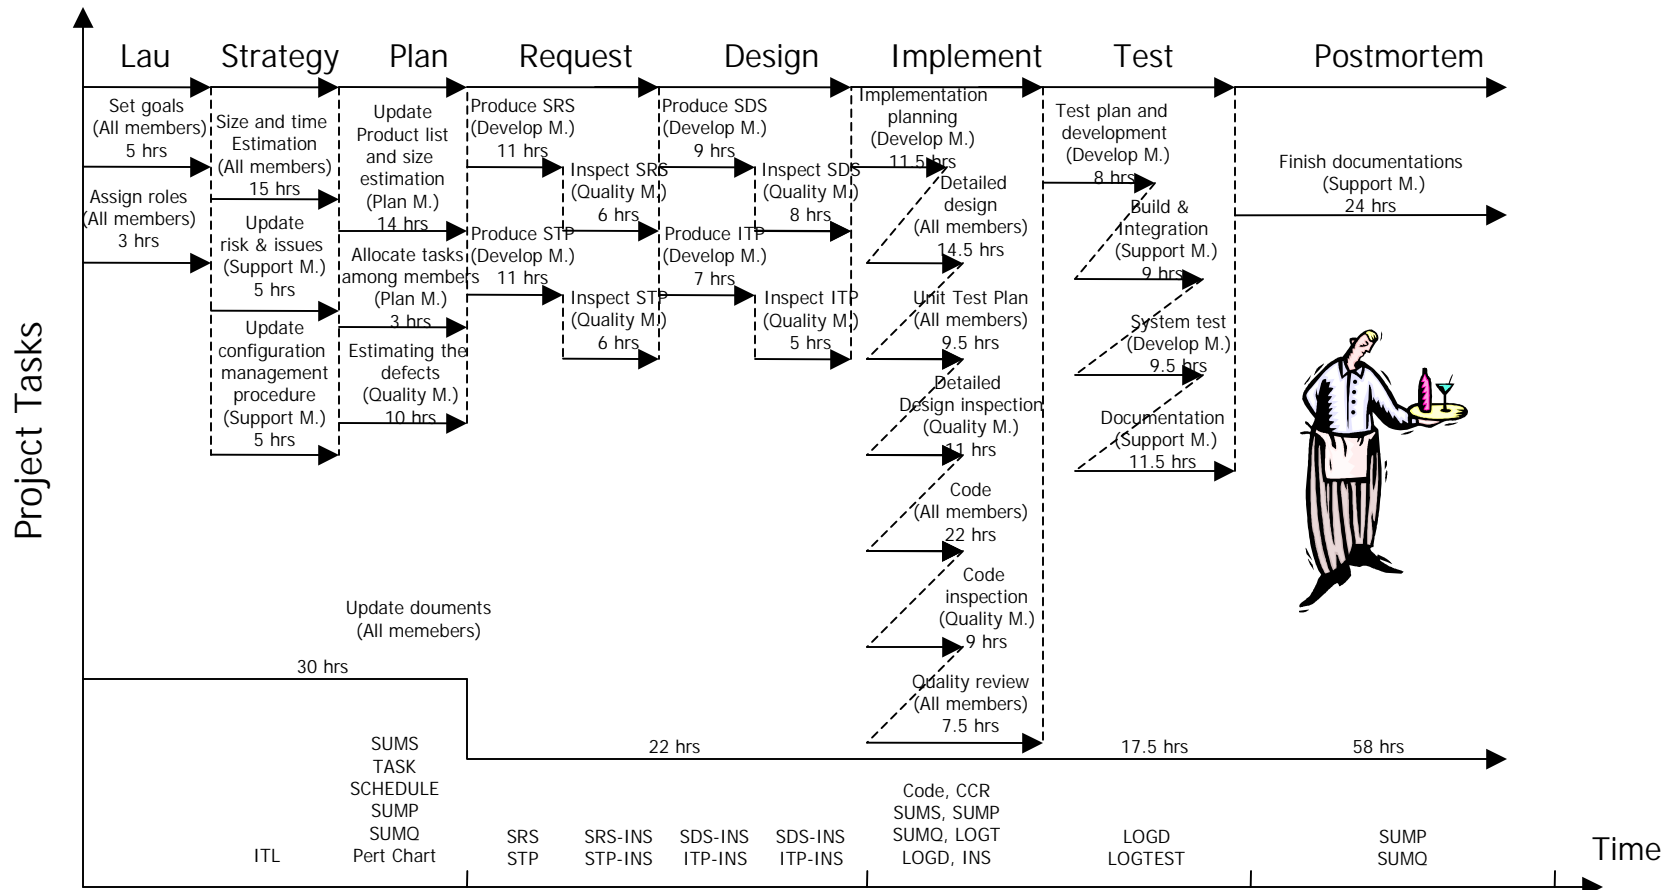 Lau
Strategy
Plan
Request
Design
Implement
Test
Postmortem
Project Tasks
Set goals
(All members)
5 hrs
Assign roles
(All members)
3 hrs
Size and time
Estimation
(All members)
15 hrs
Update
risk & issues
(Support M.)
5 hrs
Update
configuration
management
procedure
(Support M.)
5 hrs
Update
Product list
and size
estimation
(Plan M.)
14 hrs
Allocate tasks
among members
(Plan M.)
3 hrs
Estimating the
defects
(Quality M.)
10 hrs
Produce SRS
(Develop M.)
11 hrs
Inspect SRS
(Quality M.)
6 hrs
Produce STP
(Develop M.)
11 hrs
Inspect STP
(Quality M.)
6 hrs
Produce SDS
(Develop M.)
9 hrs
Inspect SDS
(Quality M.)
8 hrs
Produce ITP
(Develop M.)
7 hrs
Inspect ITP
(Quality M.)
5 hrs
Implementation
planning
(Develop M.)
11.5 hrs
Detailed
design
(All members)
14.5 hrs
Unit Test Plan
(All members)
9.5 hrs
Detailed
Design inspection
(Quality M.)
11 hrs
Code
(All members)
22 hrs
Code
inspection
(Quality M.)
9 hrs
Quality review
(All members)
7.5 hrs
Test plan and
development
(Develop M.)
8 hrs
Build &
Integration
(Support M.)
9 hrs
System test
(Develop M.)
9.5 hrs
Documentation
(Support M.)
11.5 hrs
Finish documentations
(Support M.)
24 hrs
Update douments
(All memebers)
30 hrs
22 hrs
17.5 hrs
58 hrs
ITL
SUMS
TASK
SCHEDULE
SUMP
SUMQ
Pert Chart
SRS
STP
SRS-INS
STP-INS
SDS-INS
ITP-INS
SDS-INS
ITP-INS
Code, CCR
SUMS, SUMP
SUMQ, LOGT
LOGD, INS
LOGD
LOGTEST
SUMP
SUMQ
Time